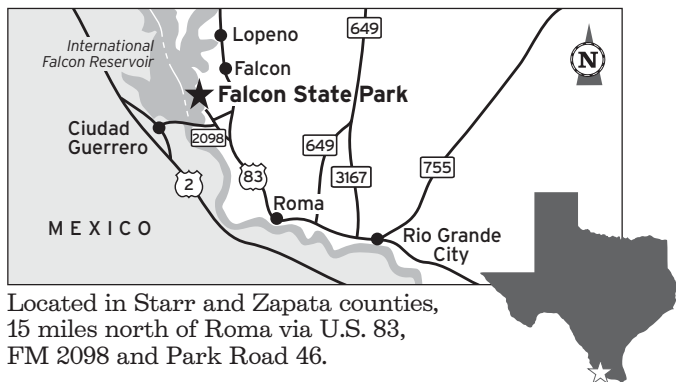 649
Lopeno
International
Falcon Reservoir
N
Falcon
Falcon State Park
Ciudad
Guerrero
2098
649
755
83
3167
2
Roma
MEXICO
Rio Grande
City
Located in Starr and Zapata counties,
15 miles north of Roma via U.S. 83,
FM 2098 and Park Road 46.